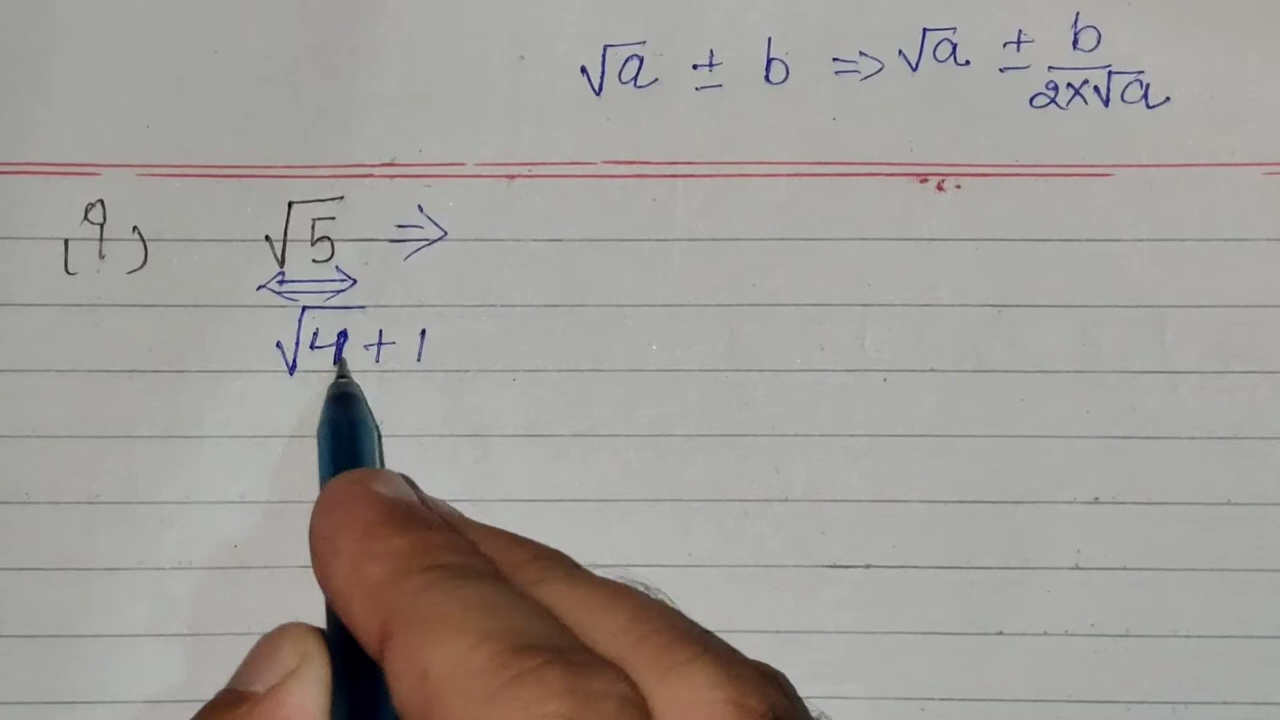 √a ± b ⇒ √a ± b/2×√a
(9) √5 ⇒
√4 + 1